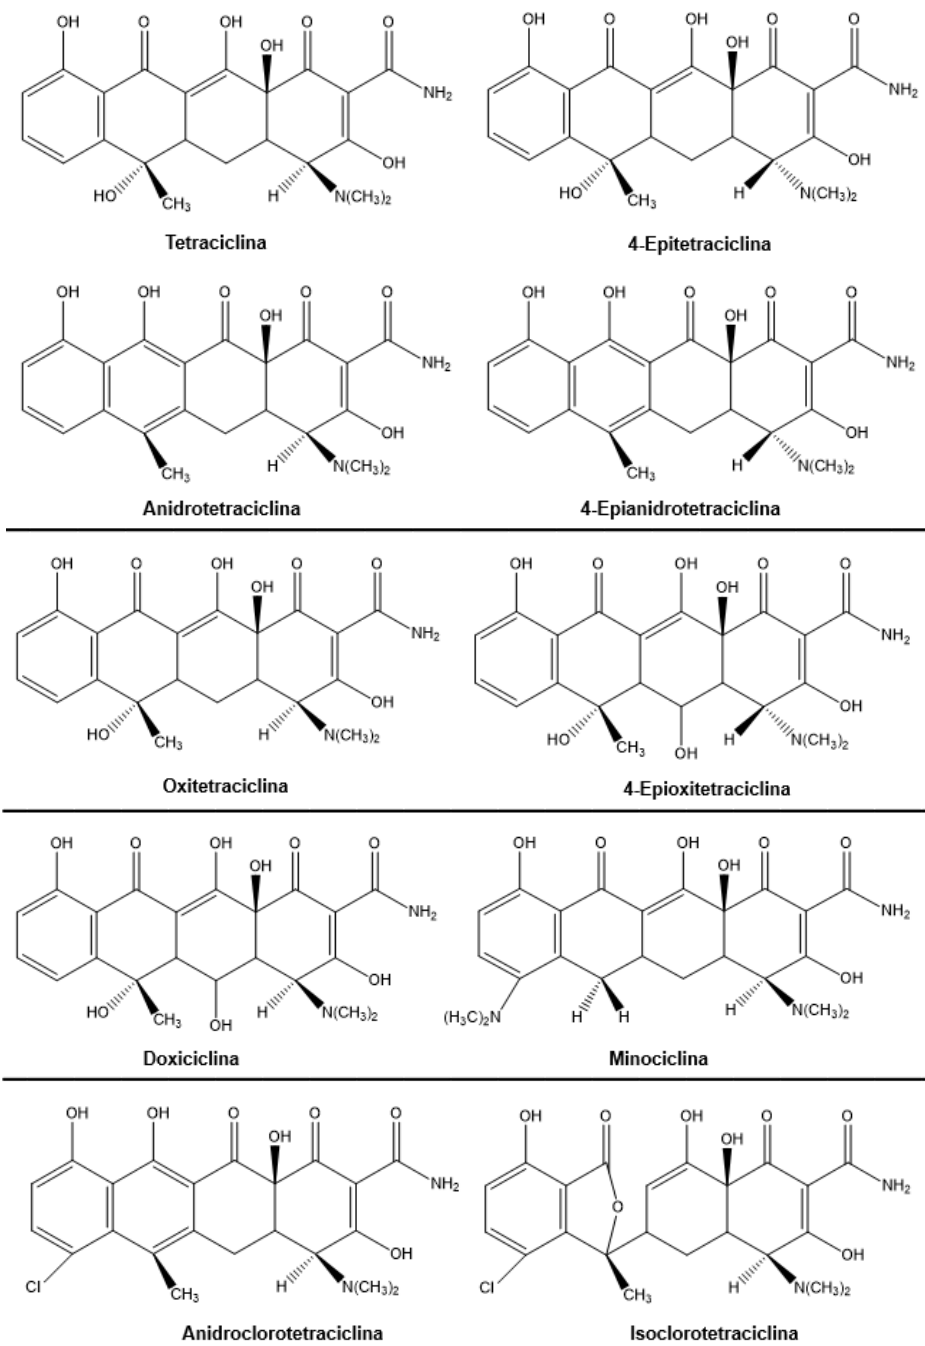 OH O OH OH O O OH O OH OH O O
NH₂ NH₂
OH OH
HO CH₃ H N(CH₃)₂ HO CH₃ H N(CH₃)₂
Tetraciclina 4-Epitetraciclina
OH OH O OH O O OH OH O OH O O
NH₂ NH₂
OH OH
CH₃ H N(CH₃)₂ CH₃ H N(CH₃)₂
Anidrotetraciclina 4-Epianidrotetraciclina
OH O OH OH O O OH O OH OH O O
NH₂ NH₂
OH OH
HO CH₃ H N(CH₃)₂ HO CH₃ OH H N(CH₃)₂
Oxitetraciclina 4-Epioxitetraciclina
OH O OH OH O O OH O OH OH O O
NH₂ NH₂
OH OH
HO CH₃ OH H N(CH₃)₂ (H₃C)₂N H H H N(CH₃)₂
Doxiciclina Minociclina
OH OH O OH O O OH O OH OH O O
NH₂ NH₂
O
OH OH
Cl CH₃ H N(CH₃)₂ Cl CH₃ H N(CH₃)₂
Anidroclorotetraciclina Isoclorotetraciclina